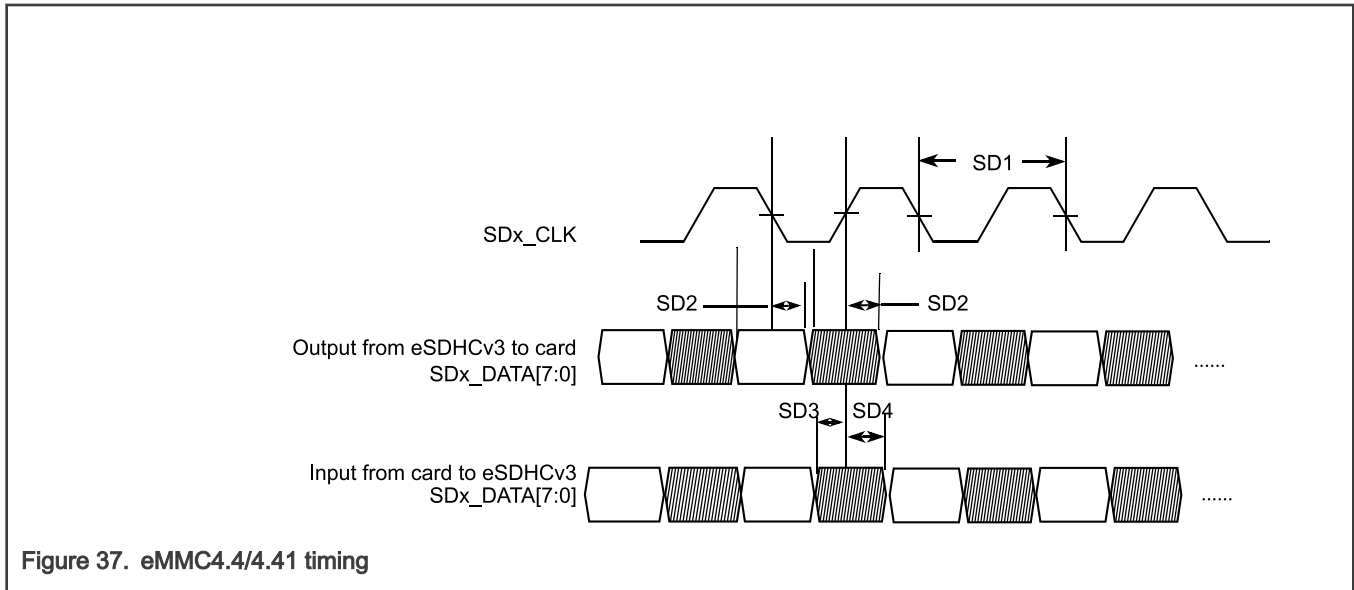 SD1
SDx_CLK
SD2
SD2
Output from eSDHCv3 to card
SDx_DATA[7:0]
......
SD3
SD4
Input from card to eSDHCv3
SDx_DATA[7:0]
......
Figure 37. eMMC4.4/4.41 timing